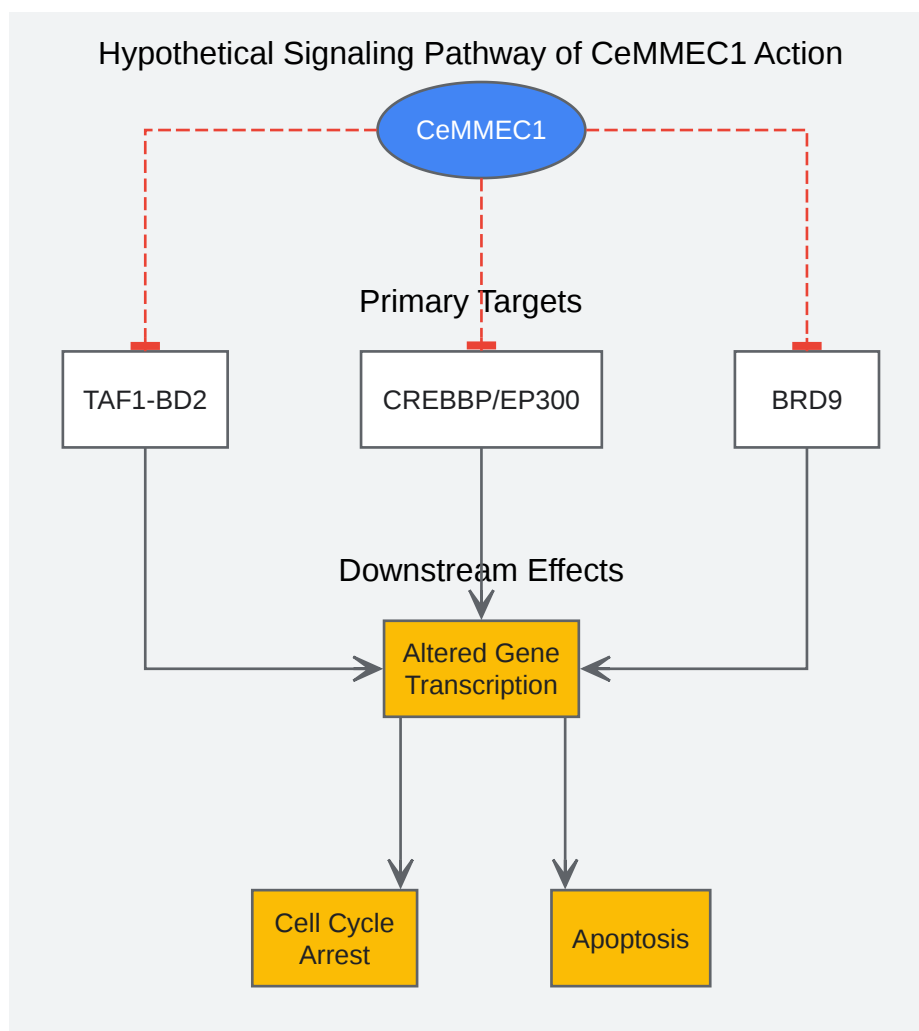 Hypothetical Signaling Pathway of CeMMEC1 Action
CeMMEC1
Primary Targets
TAF1-BD2
CREBBP/EP300
BRD9
Downstream Effects
Altered Gene
Transcription
Cell Cycle
Arrest
Apoptosis